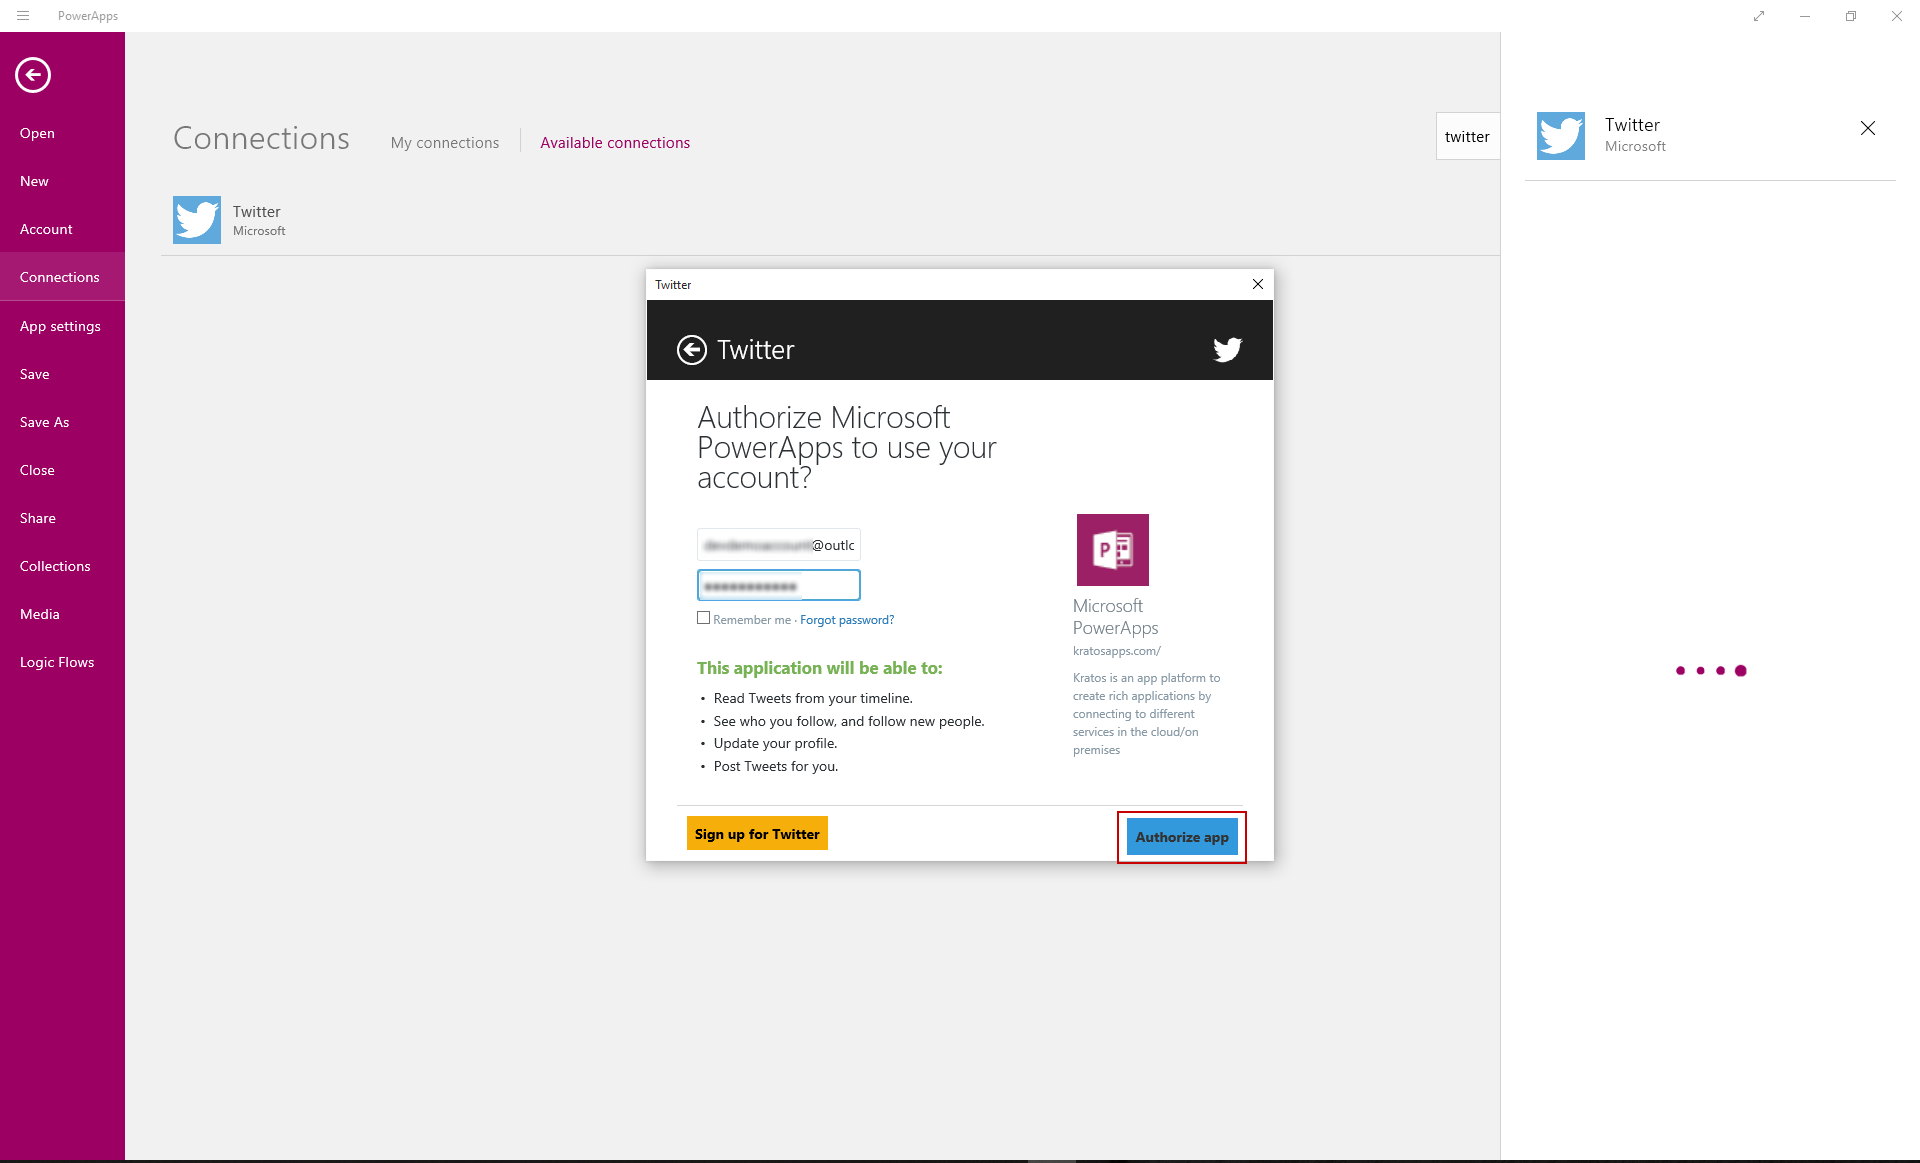 PowerApps
Open
New
Account
Connections
App settings
Save
Save As
Close
Share
Collections
Media
Logic Flows
Connections
My connections
Available connections
twitter
Twitter
Microsoft
Twitter
Twitter
Authorize Microsoft
PowerApps to use your
account?
@outlc
Remember me · Forgot password?
This application will be able to:
• Read Tweets from your timeline.
• See who you follow, and follow new people.
• Update your profile.
• Post Tweets for you.
P
Microsoft
PowerApps
kratosapps.com/
Kratos is an app platform to
create rich applications by
connecting to different
services in the cloud/on
premises
Sign up for Twitter
Authorize app
Twitter
Microsoft